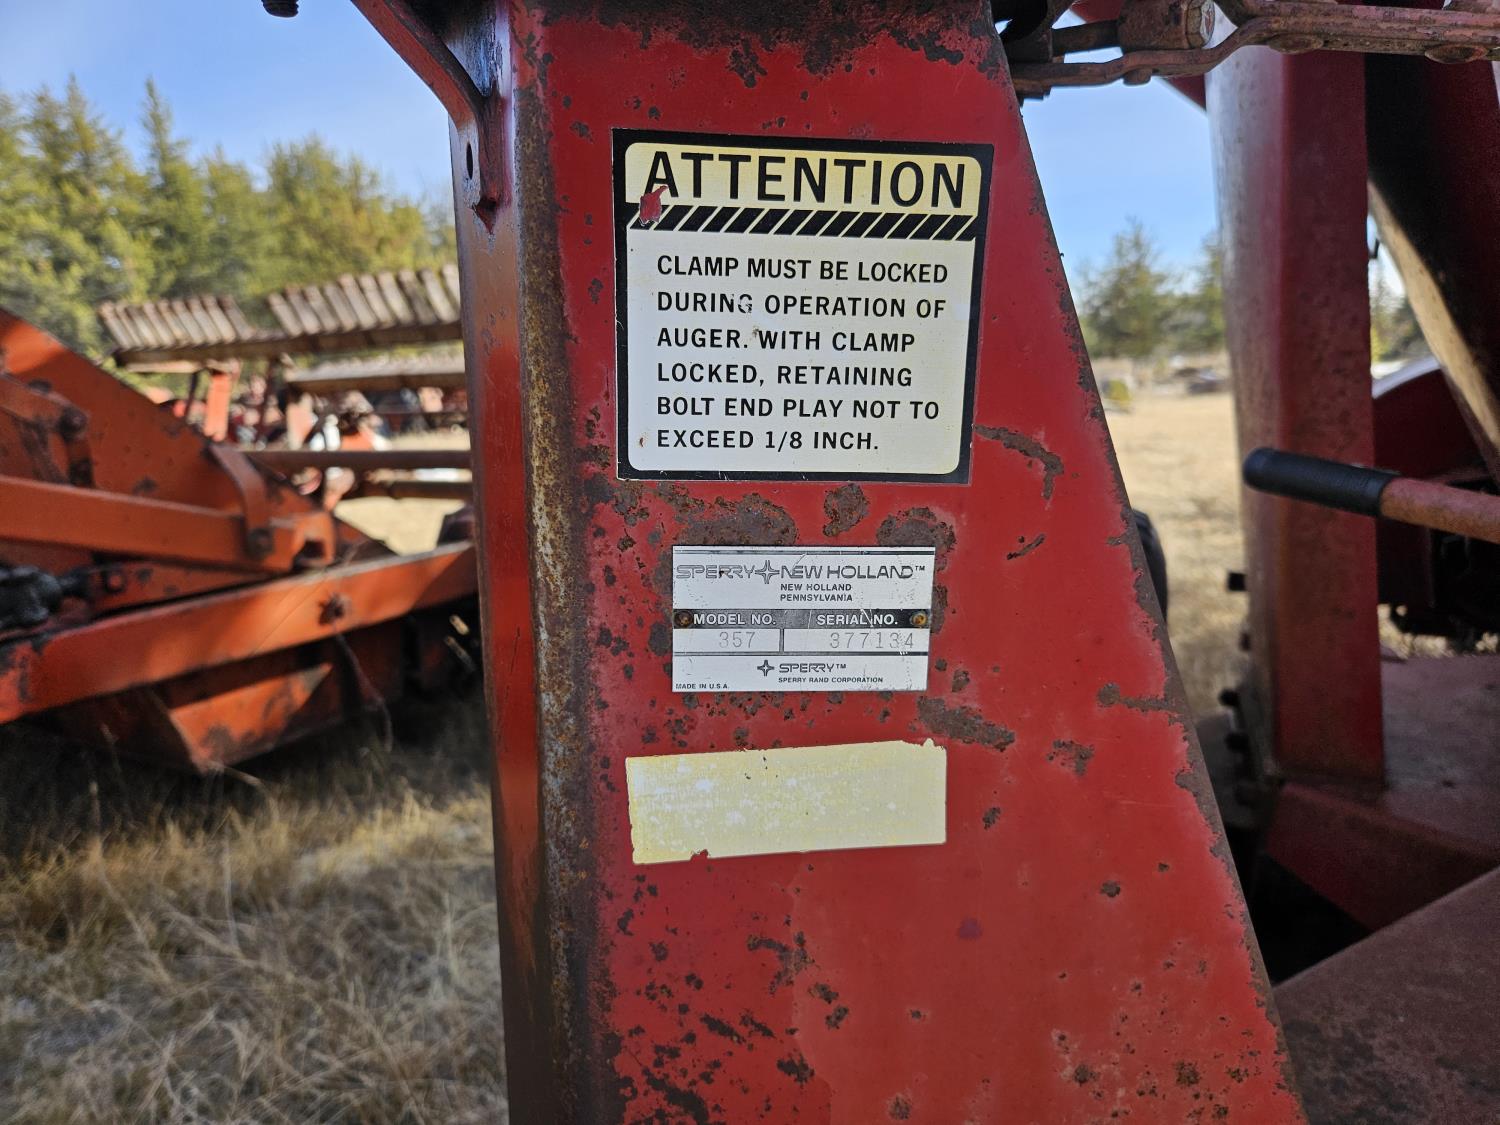 ATTENTION
CLAMP MUST BE LOCKED
DURING OPERATION OF
AUGER. WITH CLAMP
LOCKED, RETAINING
BOLT END PLAY NOT TO
EXCEED 1/8 INCH.
SPERRY NEW HOLLAND™
NEW HOLLAND
PENNSYLVANIA
MODEL NO. SERIAL NO.
357 377134
SPERRY™
SPERRY RAND CORPORATION
MADE IN U.S.A.